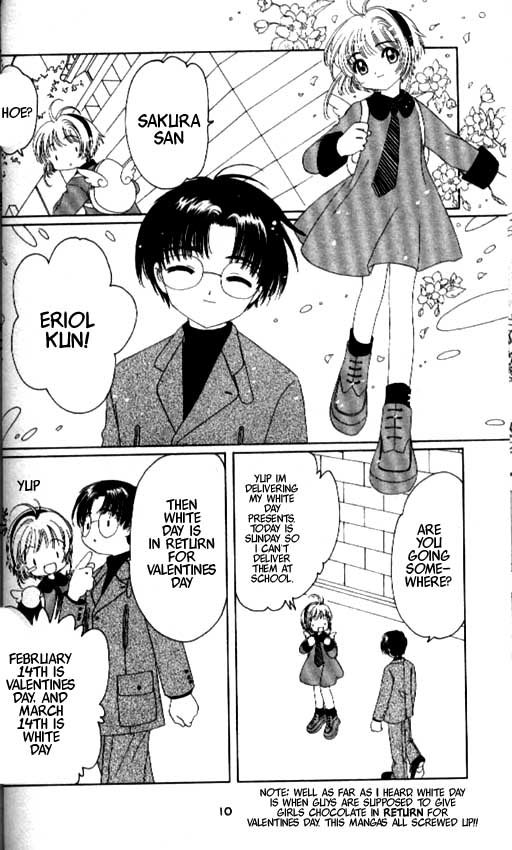 SAKURA
SAN
HOE?
ERIOL
KUN!
ARE
YOU
GOING
SOME-
WHERE?
YUP IM
DELIVERING
MY WHITE
DAY
PRESENTS.
TODAY IS
SUNDAY SO
I CAN'T
DELIVER
THEM AT
SCHOOL.
THEN
WHITE
DAY IS
IN RETURN
FOR
VALENTINES
DAY
YUP
FEBRUARY
14TH IS
VALENTINES
DAY. AND
MARCH
14TH IS
WHITE
DAY
10
NOTE: WELL AS FAR AS I HEARD, WHITE DAY
IS WHEN GUYS ARE SUPPOSED TO GIVE
GIRLS CHOCOLATE IN RETURN FOR
VALENTINES DAY. THIS MANGAS ALL SCREWED UP!!